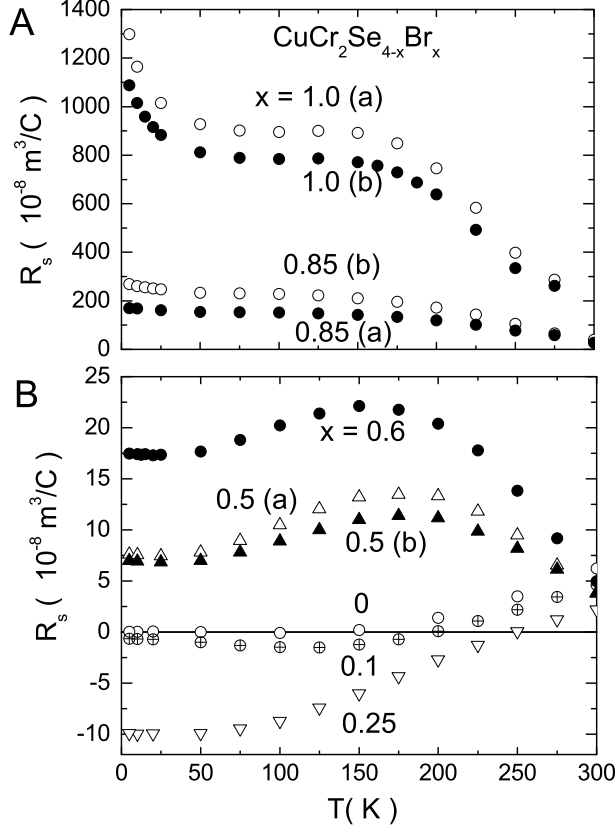 A
CuCr₂Se₄₋ₓBrₓ
1400
1200
1000
800
600
400
200
0
R_s ( 10⁻⁸ m³/C )
x = 1.0 (a)
1.0 (b)
0.85 (b)
0.85 (a)
B
25
20
15
10
5
0
-5
-10
R_s ( 10⁻⁸ m³/C )
x = 0.6
0.5 (a)
0.5 (b)
0
0.1
0.25
0 50 100 150 200 250 300
T( K )